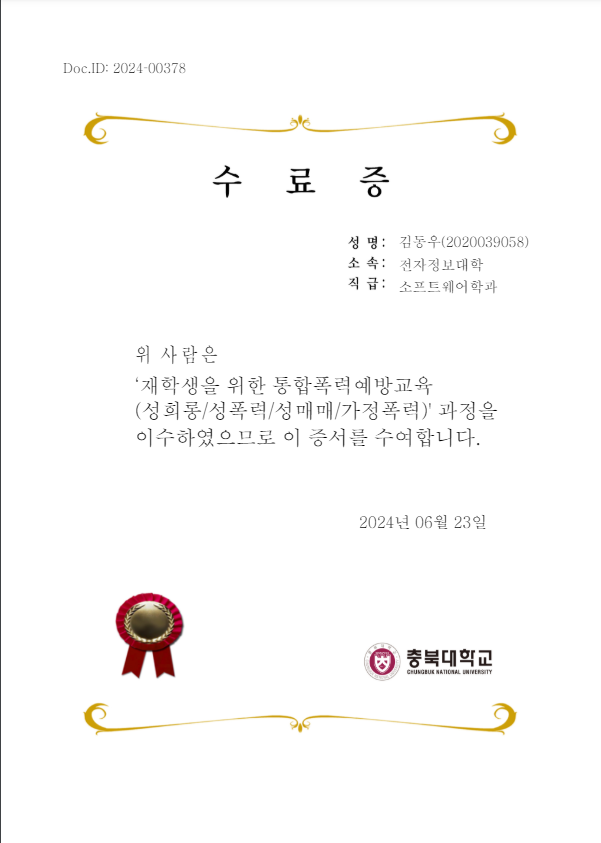 Doc.ID: 2024-00378
수 료 증
성 명 : 김동우(2020039058)
소 속 : 전자정보대학
직 급 : 소프트웨어학과
위 사람은
‘재학생을 위한 통합폭력예방교육
(성희롱/성폭력/성매매/가정폭력)' 과정을
이수하였으므로 이 증서를 수여합니다.
2024년 06월 23일
충북대학교
CHUNGBUK NATIONAL UNIVERSITY